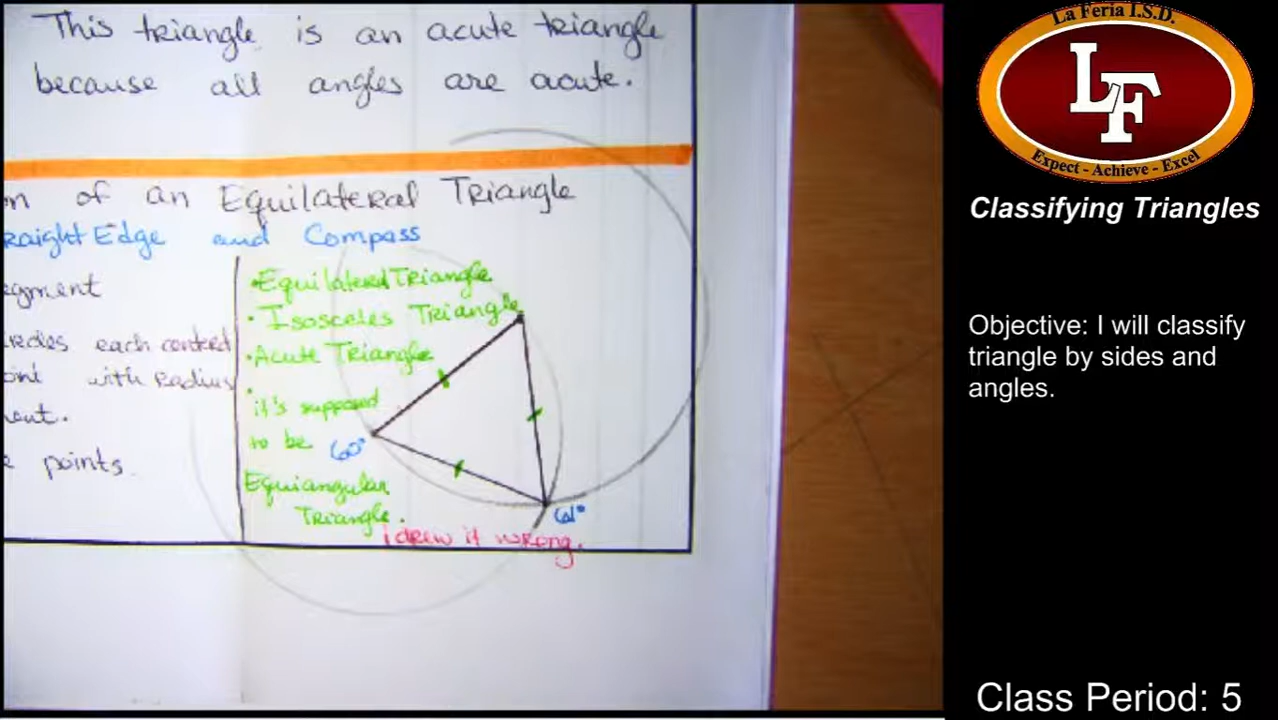 This triangle is an acute triangle
because all angles are acute.
of an Equilateral Triangle
Edge and Compass
each
with Radius
points.
• Equilateral Triangle
• Isosceles Triangle
• Acute Triangle
• it's supposed
to be
Equiangular
Triangle.
60°
61°
i drew it wrong.
La Feria I.S.D.
LF
Expect - Achieve - Excel
Classifying Triangles
Objective: I will classify
triangle by sides and
angles.
Class Period: 5